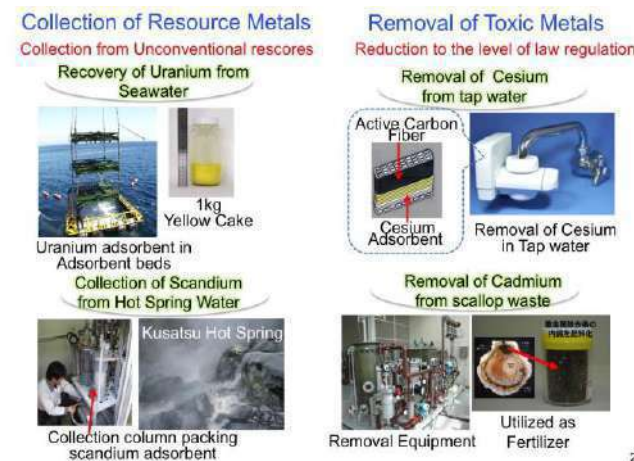 Collection of Resource Metals
Collection from Unconventional rescores
Recovery of Uranium from
Seawater
1kg
Yellow Cake
Uranium adsorbent in
Adsorbent beds
Collection of Scandium
from Hot Spring Water
Kusatsu Hot Spring
Collection column packing
scandium adsorbent
Removal of Toxic Metals
Reduction to the level of law regulation
Removal of Cesium
from tap water
Active Carbon
Fiber
Cesium
Adsorbent
Removal of Cesium
in Tap water
Removal of Cadmium
from scallop waste
Removal Equipment
Utilized as
Fertilizer
2